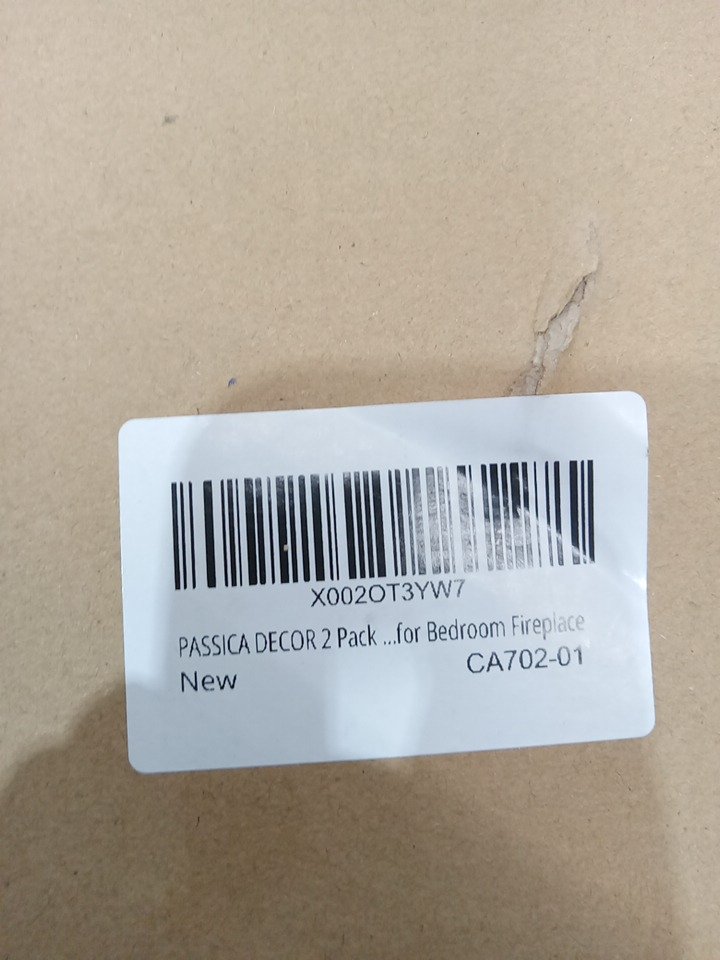 X002OT3YW7
PASSICA DECOR 2 Pack ...for Bedroom Fireplace
New CA702-01